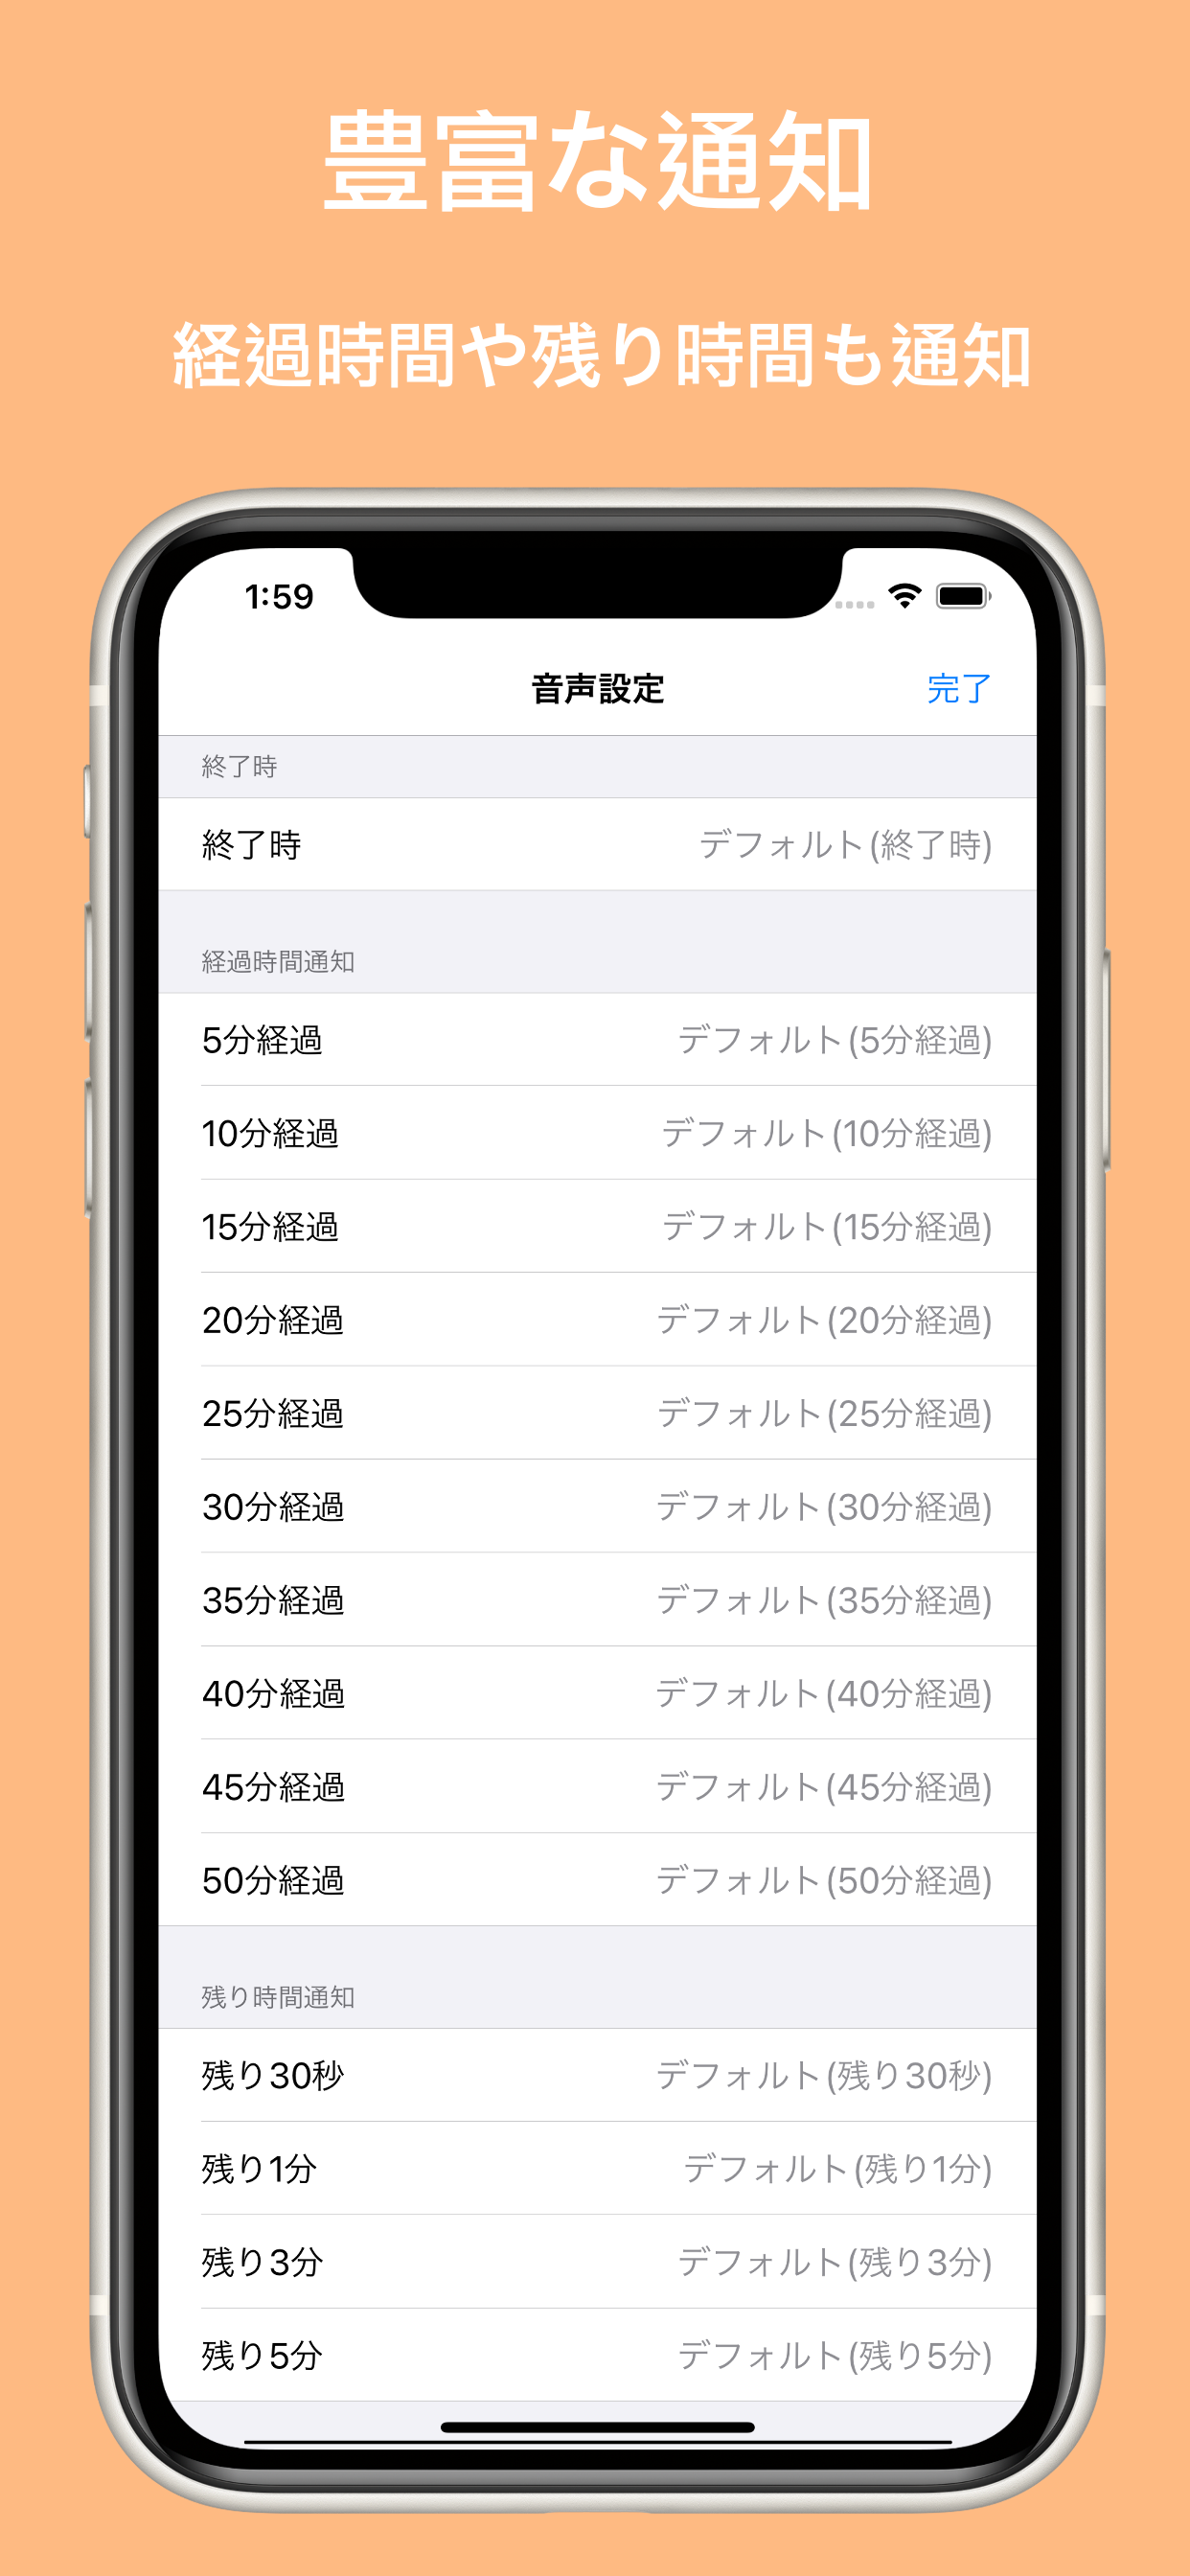 豊富な通知
経過時間や残り時間も通知
1:59
音声設定 完了
終了時
終了時 デフォルト(終了時)
経過時間通知
5分経過 デフォルト(5分経過)
10分経過 デフォルト(10分経過)
15分経過 デフォルト(15分経過)
20分経過 デフォルト(20分経過)
25分経過 デフォルト(25分経過)
30分経過 デフォルト(30分経過)
35分経過 デフォルト(35分経過)
40分経過 デフォルト(40分経過)
45分経過 デフォルト(45分経過)
50分経過 デフォルト(50分経過)
残り時間通知
残り30秒 デフォルト(残り30秒)
残り1分 デフォルト(残り1分)
残り3分 デフォルト(残り3分)
残り5分 デフォルト(残り5分)